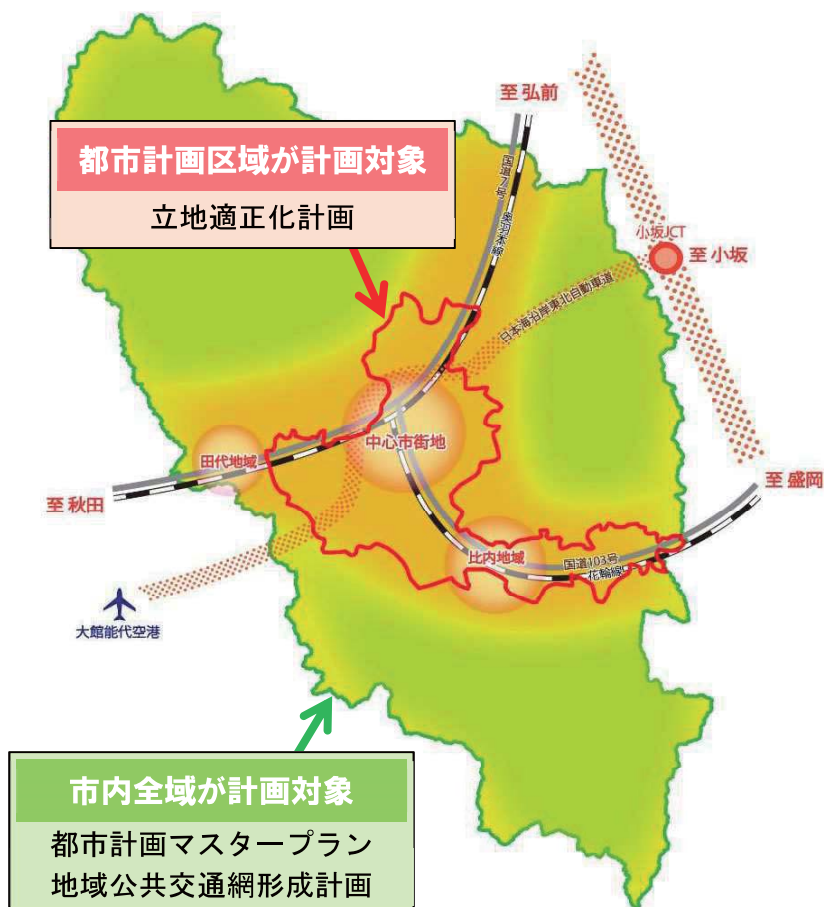 至 弘前
都市計画区域が計画対象
立地適正化計画
国道7号
奥羽本線
小坂JCT
至 小坂
日本海沿岸東北自動車道
中心市街地
田代地域
至 秋田
至 盛岡
比内地域
国道103号
花輪線
大館能代空港
市内全域が計画対象
都市計画マスタープラン
地域公共交通網形成計画